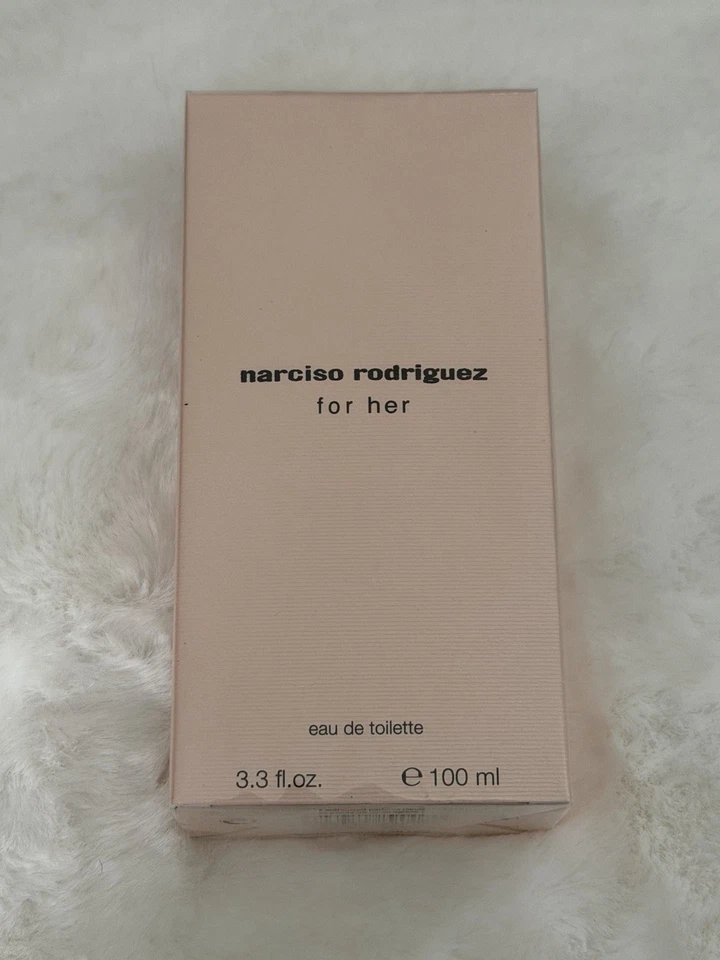 narciso rodriguez
for her
eau de toilette
3.3 fl.oz. e 100 ml